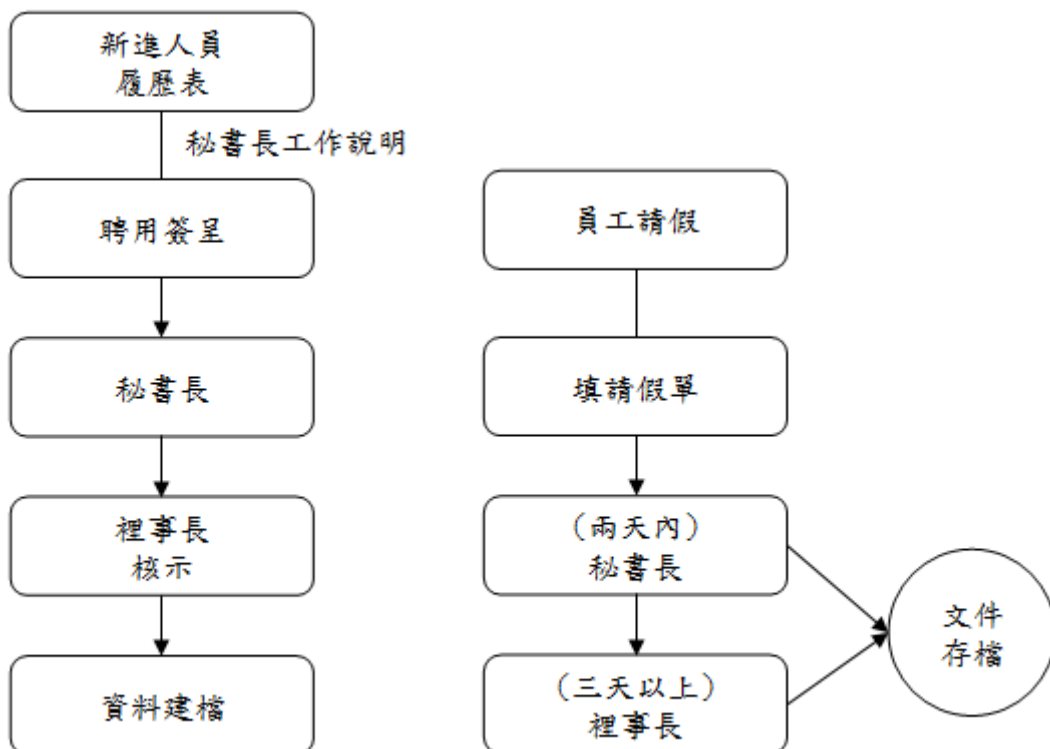 新進人員
履歷表
秘書長工作說明
聘用簽呈
秘書長
裡事長
核示
資料建檔
員工請假
填請假單
(兩天內)
秘書長
(三天以上)
裡事長
文件
存檔